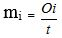 mᵢ = Oi/t